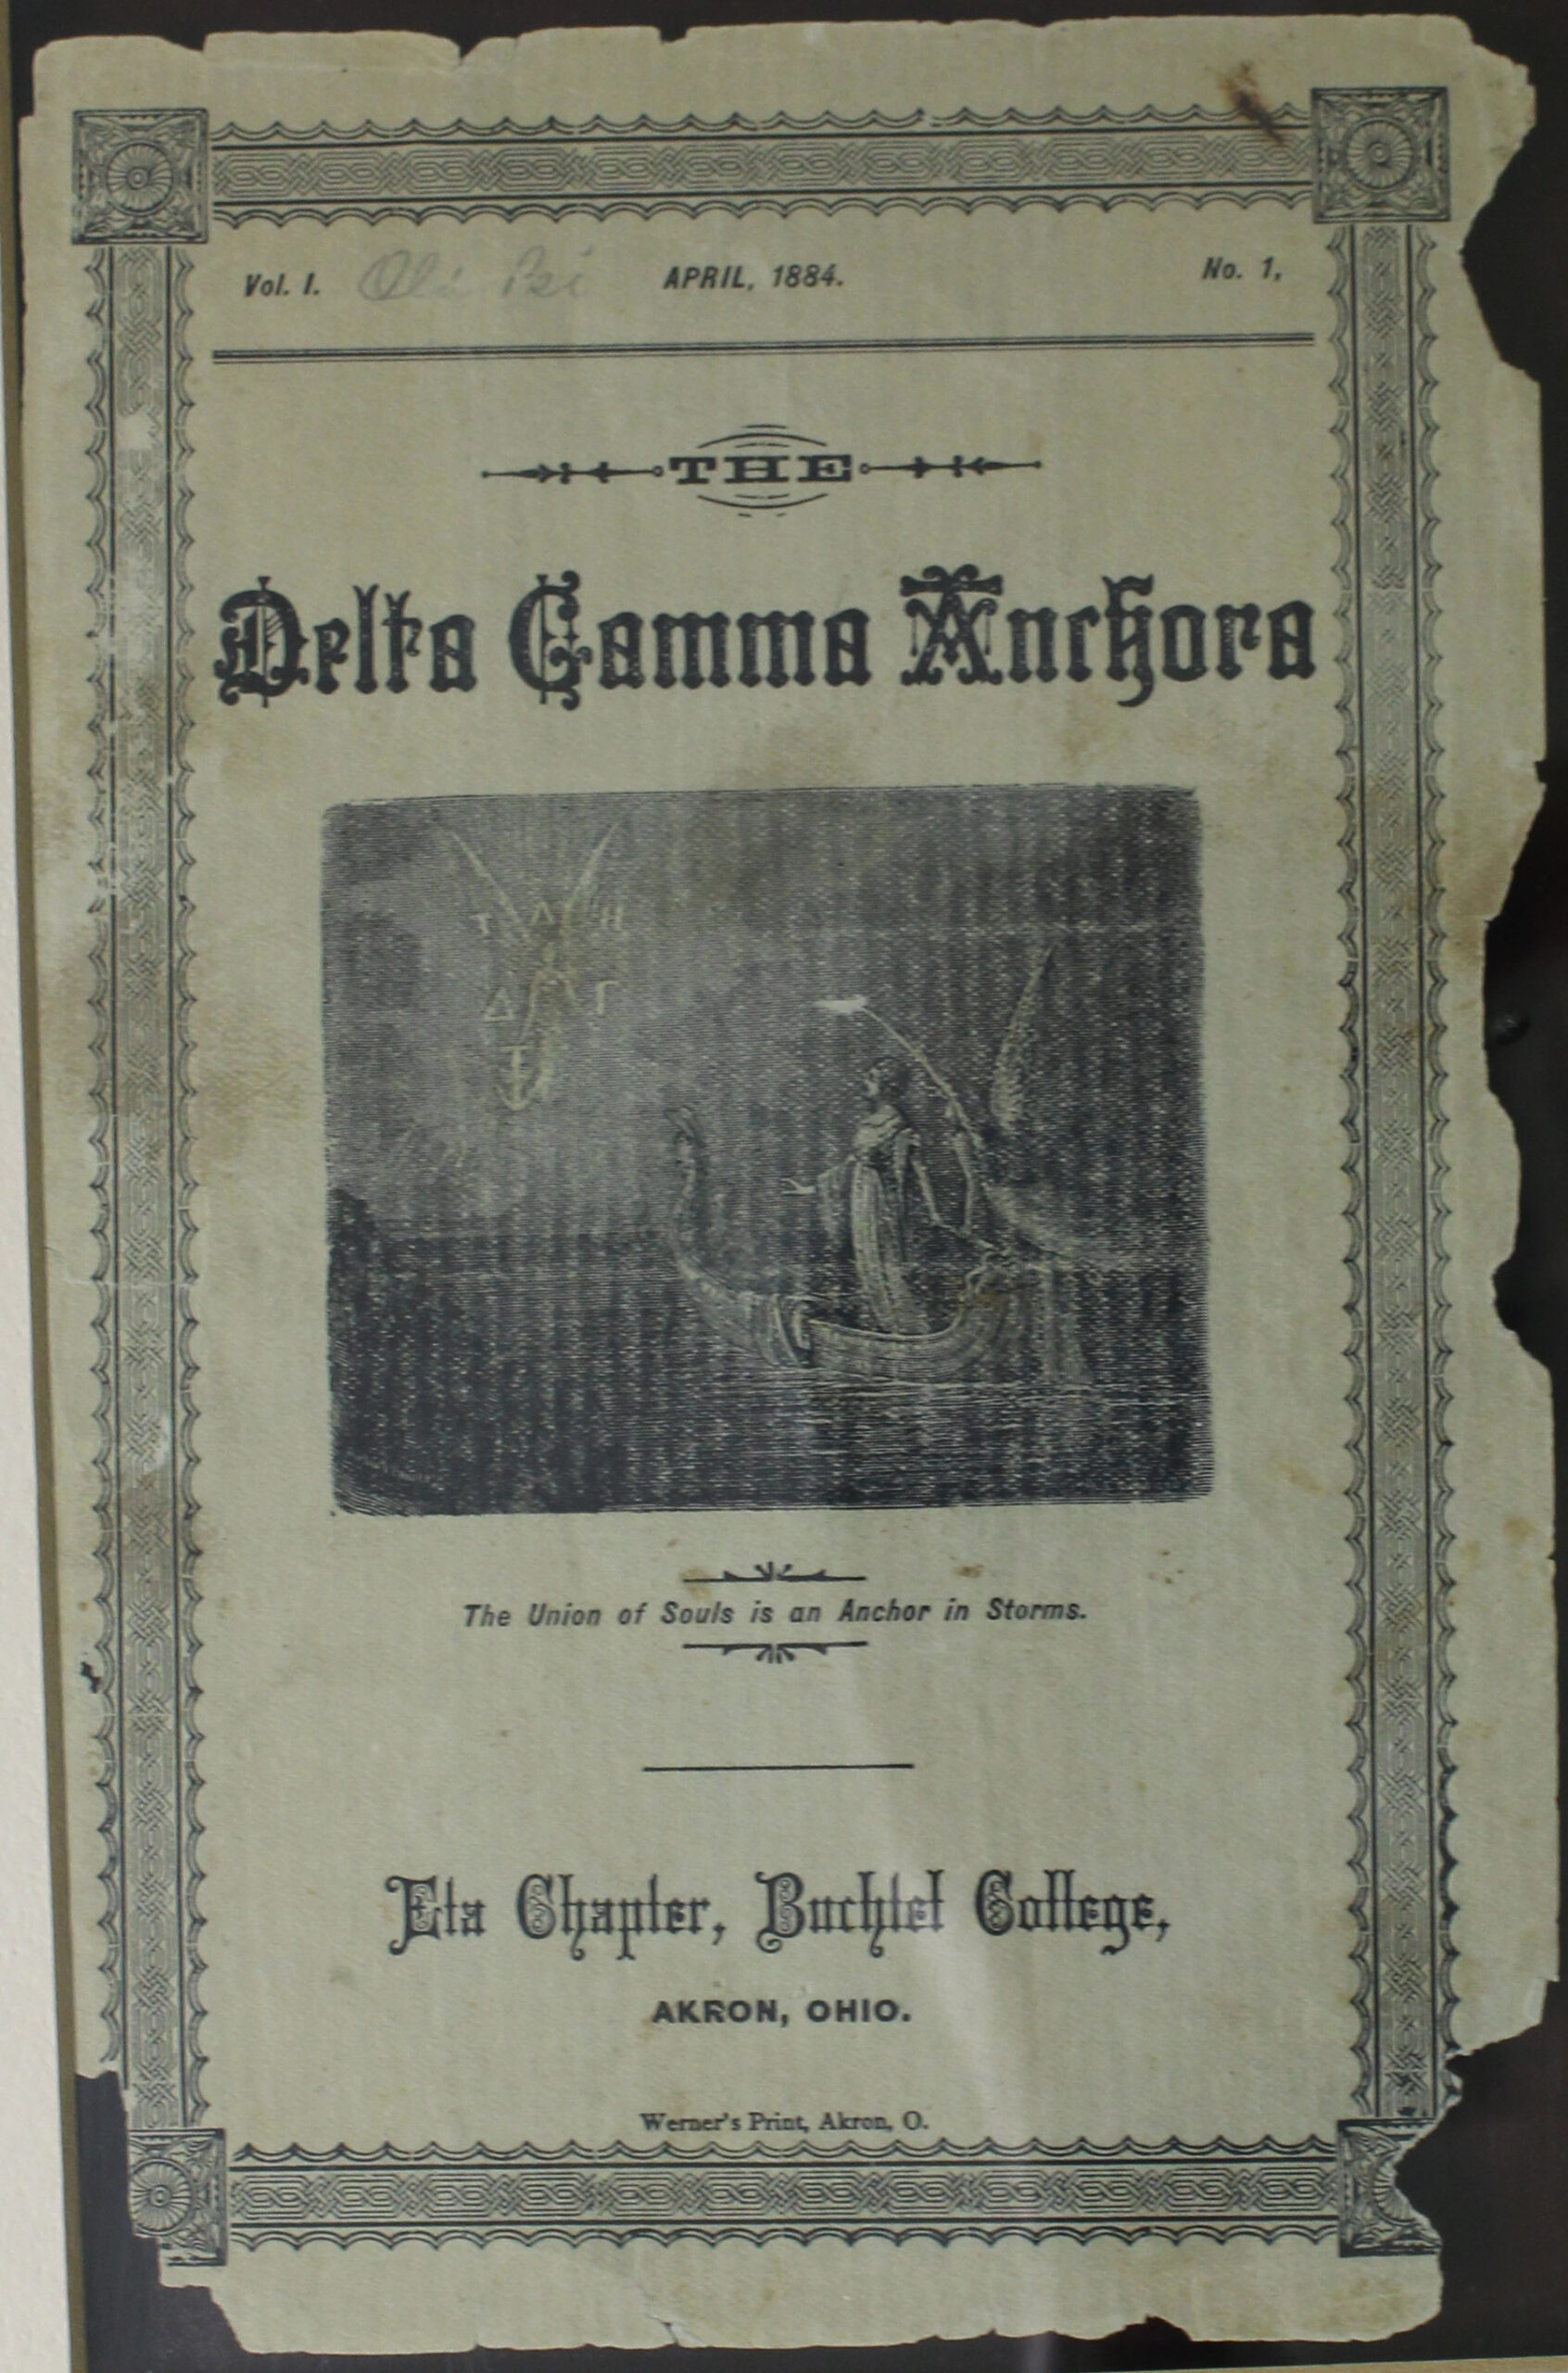 Vol. I. APRIL, 1884. No. 1,
THE
Delta Gamma Anchora
Τ Δ Η
Δ Γ
The Union of Souls is an Anchor in Storms.
Eta Chapter, Buchtel College,
AKRON, OHIO.
Werner's Print, Akron, O.